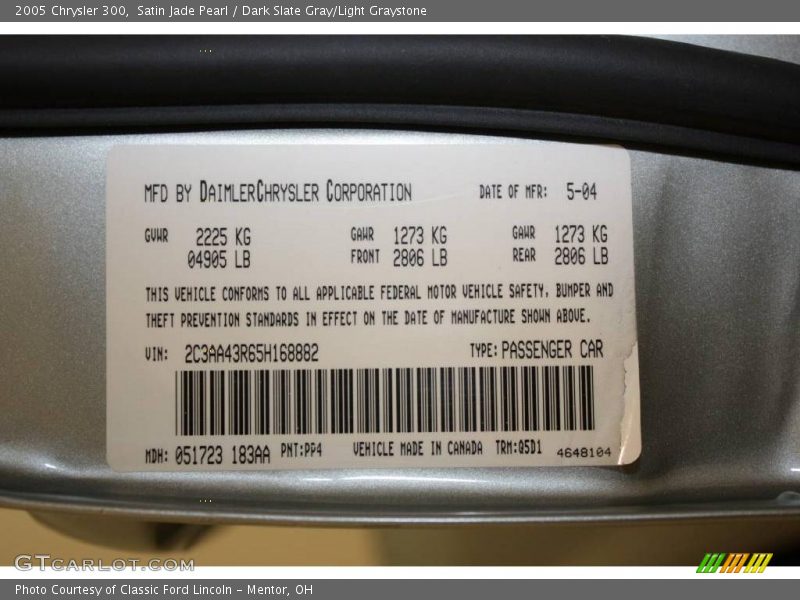 2005 Chrysler 300, Satin Jade Pearl / Dark Slate Gray/Light Graystone
MFD BY DAIMLERCHRYSLER CORPORATION DATE OF MFR: 5-04
GVWR 2225 KG GAWR 1273 KG GAWR 1273 KG
04905 LB FRONT 2806 LB REAR 2806 LB
THIS VEHICLE CONFORMS TO ALL APPLICABLE FEDERAL MOTOR VEHICLE SAFETY, BUMPER AND
THEFT PREVENTION STANDARDS IN EFFECT ON THE DATE OF MANUFACTURE SHOWN ABOVE.
VIN: 2C3AA43R65H168882 TYPE: PASSENGER CAR
MDH: 051723 183AA PNT:PP4 VEHICLE MADE IN CANADA TRM:Q5D1 4648104
GTCARLOT.COM
Photo Courtesy of Classic Ford Lincoln - Mentor, OH